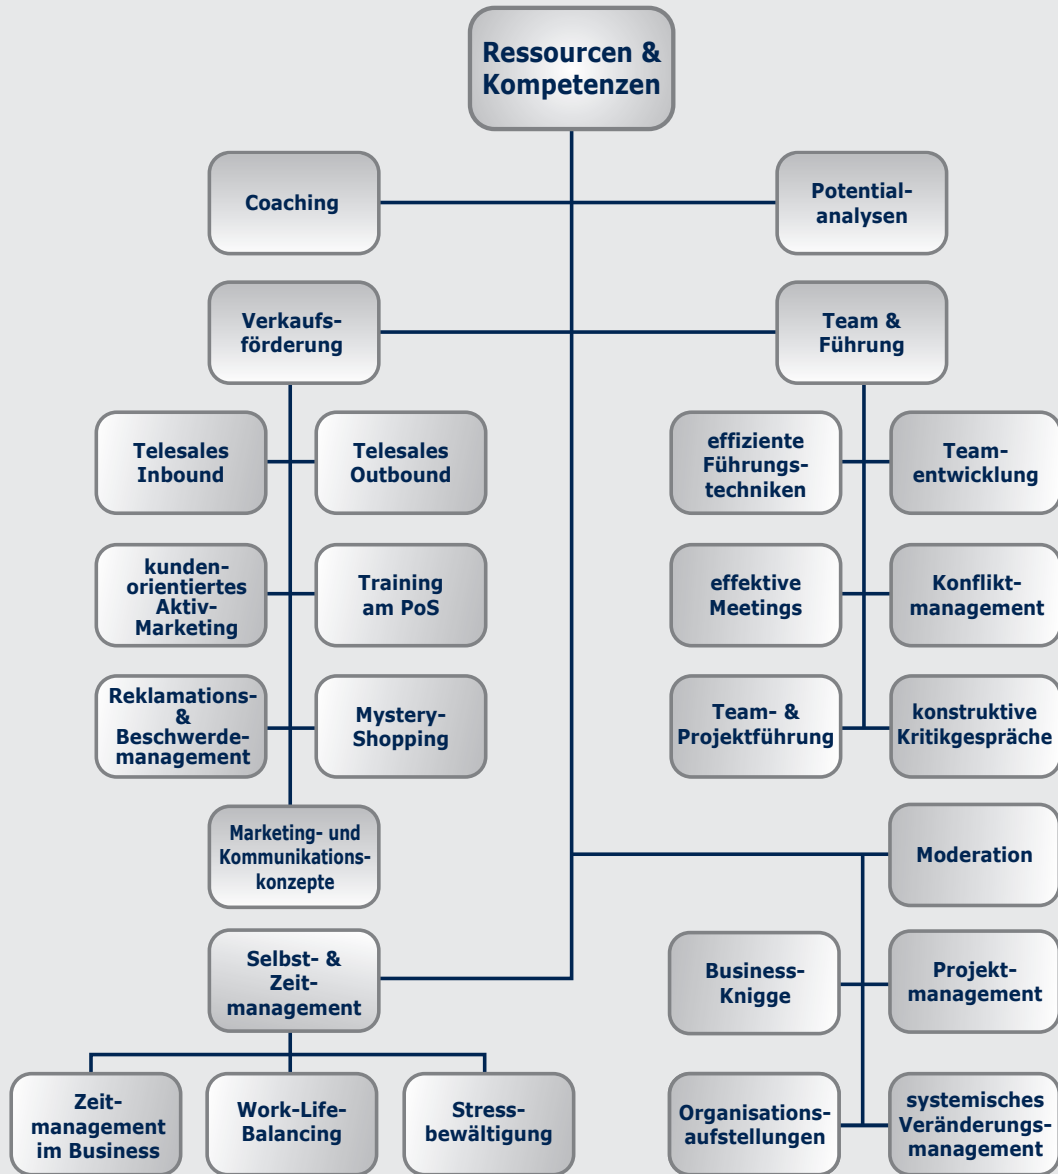 Ressourcen &
Kompetenzen
Coaching
Potential-
analysen
Verkaufs-
förderung
Team &
Führung
Telesales
Inbound
Telesales
Outbound
effiziente
Führungs-
techniken
Team-
entwicklung
kunden-
orientiertes
Aktiv-
Marketing
Training
am PoS
effektive
Meetings
Konflikt-
management
Reklamations-
&
Beschwerde-
management
Mystery-
Shopping
Team- &
Projektführung
konstruktive
Kritikgespräche
Marketing- und
Kommunikations-
konzepte
Moderation
Selbst- &
Zeit-
management
Business-
Knigge
Projekt-
management
Zeit-
management
im Business
Work-Life-
Balancing
Stress-
bewältigung
Organisations-
aufstellungen
systemisches
Veränderungs-
management